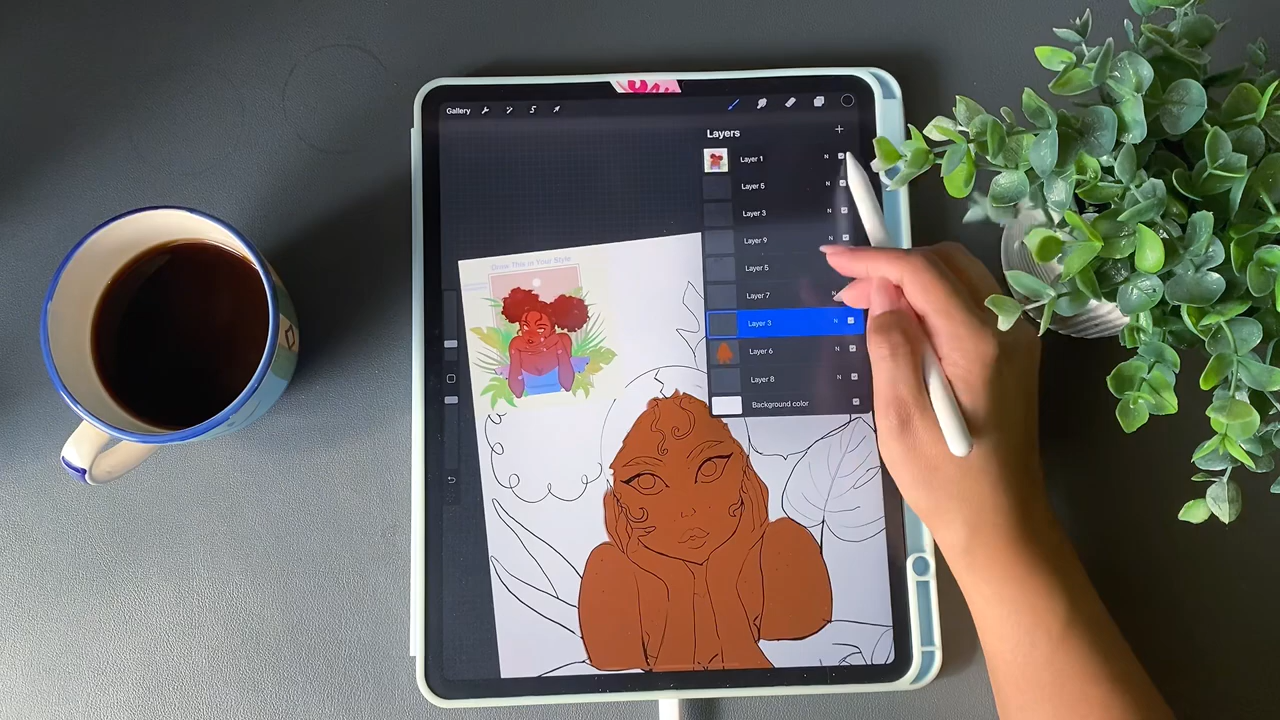 Gallery
Layers
Layer 1
N
Layer 5
N
Layer 3
N
Layer 9
N
Layer 5
Layer 7
N
Layer 3
N
Layer 6
N
Layer 8
N
Background color
Draw This in Your Style